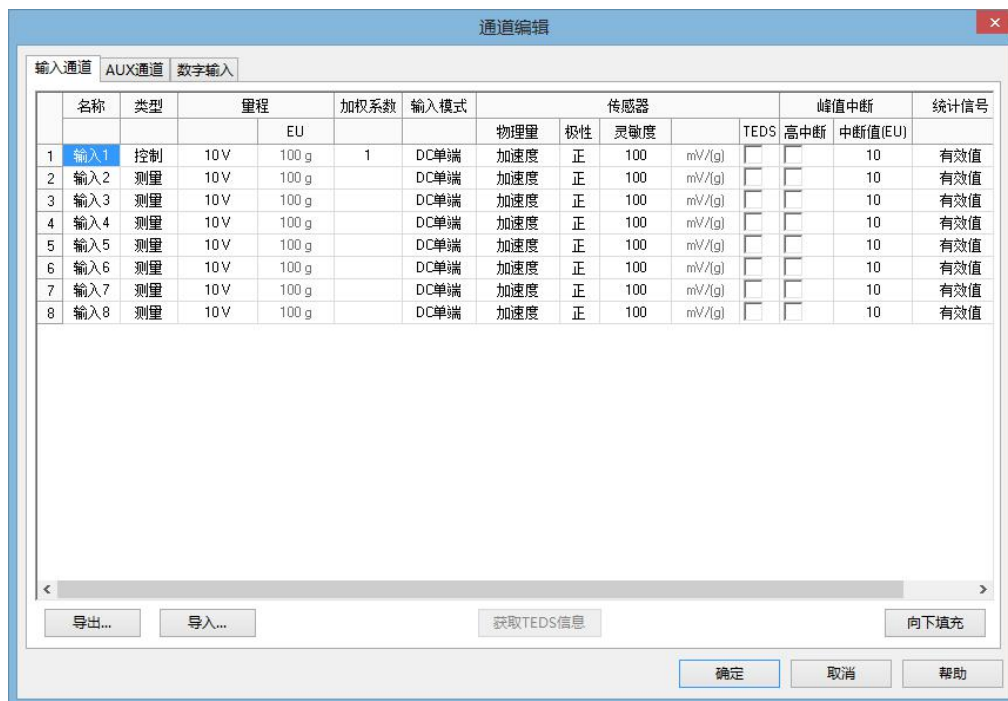 通道编辑
输入通道 AUX通道 数字输入
名称 类型 量程 加权系数 输入模式 传感器 峰值中断 统计信号
EU 物理量 极性 灵敏度 TEDS 高中断 中断值(EU)
1 输入1 控制 10 V 100 g 1 DC单端 加速度 正 100 mV/(g) 10 有效值
2 输入2 测量 10 V 100 g DC单端 加速度 正 100 mV/(g) 10 有效值
3 输入3 测量 10 V 100 g DC单端 加速度 正 100 mV/(g) 10 有效值
4 输入4 测量 10 V 100 g DC单端 加速度 正 100 mV/(g) 10 有效值
5 输入5 测量 10 V 100 g DC单端 加速度 正 100 mV/(g) 10 有效值
6 输入6 测量 10 V 100 g DC单端 加速度 正 100 mV/(g) 10 有效值
7 输入7 测量 10 V 100 g DC单端 加速度 正 100 mV/(g) 10 有效值
8 输入8 测量 10 V 100 g DC单端 加速度 正 100 mV/(g) 10 有效值
导出... 导入... 获取TEDS信息 向下填充
确定 取消 帮助